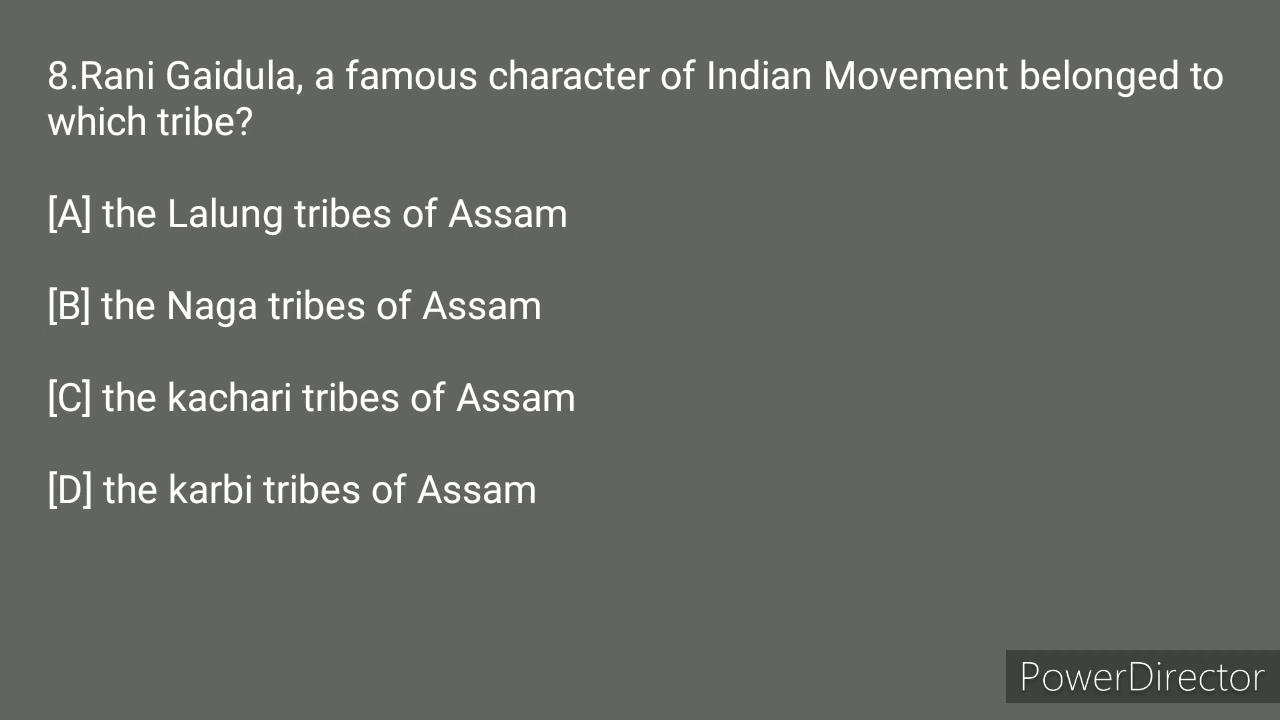 8.Rani Gaidula, a famous character of Indian Movement belonged to
which tribe?
[A] the Lalung tribes of Assam
[B] the Naga tribes of Assam
[C] the kachari tribes of Assam
[D] the karbi tribes of Assam
PowerDirector